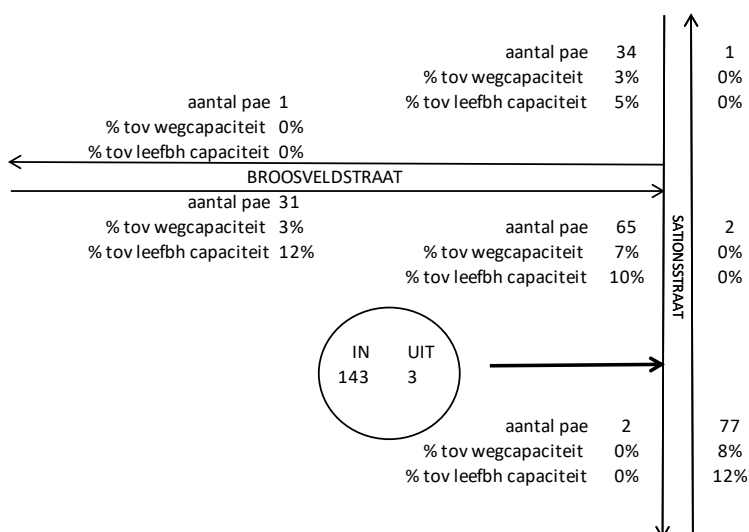 aantal pae 34 1
% tov wegcapaciteit 3% 0%
% tov leefbh capaciteit 5% 0%
aantal pae 1
% tov wegcapaciteit 0%
% tov leefbh capaciteit 0%
BROOSVELDSTRAAT
aantal pae 31
% tov wegcapaciteit 3%
% tov leefbh capaciteit 12%
aantal pae 65 2
% tov wegcapaciteit 7% 0%
% tov leefbh capaciteit 10% 0%
SATIONSSTRAAT
IN UIT
143 3
aantal pae 2 77
% tov wegcapaciteit 0% 8%
% tov leefbh capaciteit 0% 12%